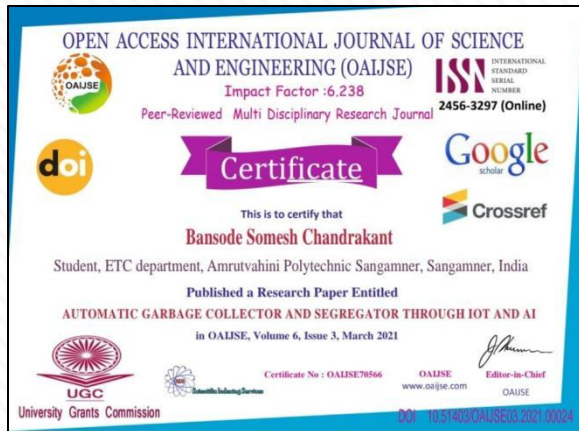 OPEN ACCESS INTERNATIONAL JOURNAL OF SCIENCE
AND ENGINEERING (OAIJSE)
OAIJSE
Impact Factor :6.238
Peer-Reviewed Multi Disciplinary Research Journal
ISSN
INTERNATIONAL
STANDARD
SERIAL
NUMBER
2456-3297 (Online)
doi
Certificate
Google
scholar
Crossref
This is to certify that
Bansode Somesh Chandrakant
Student, ETC department, Amrutvahini Polytechnic Sangamner, Sangamner, India
Published a Research Paper Entitled
AUTOMATIC GARBAGE COLLECTOR AND SEGREGATOR THROUGH IOT AND AI
in OAIJSE, Volume 6, Issue 3, March 2021
UGC
University Grants Commission
Scientific Indexing Services
Certificate No : OAIJSE70566
OAIJSE
www.oaijse.com
Editor-in-Chief
OAIJSE
DOI 10.51403/OAIJSE03.2021.00024